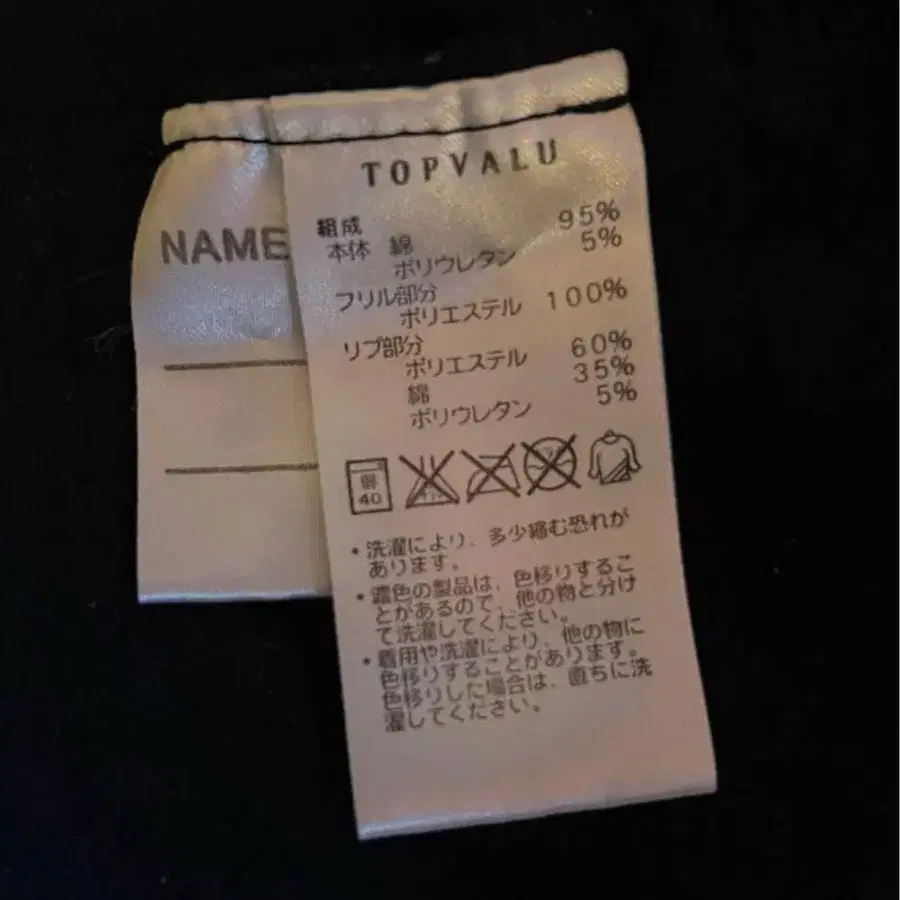 TOPVALU
NAME
組成
本体 綿 95%
ポリウレタン 5%
フリル部分
ポリエステル 100%
リブ部分
ポリエステル 60%
綿 35%
ポリウレタン 5%
40
・洗濯により、多少縮む恐れが
あります。
・濃色の製品は、色移りするこ
とがあるので、他の物と分け
て洗濯してください。
・着用や洗濯により、他の物に
色移りすることがあります。
色移りした場合は、直ちに洗
濯してください。